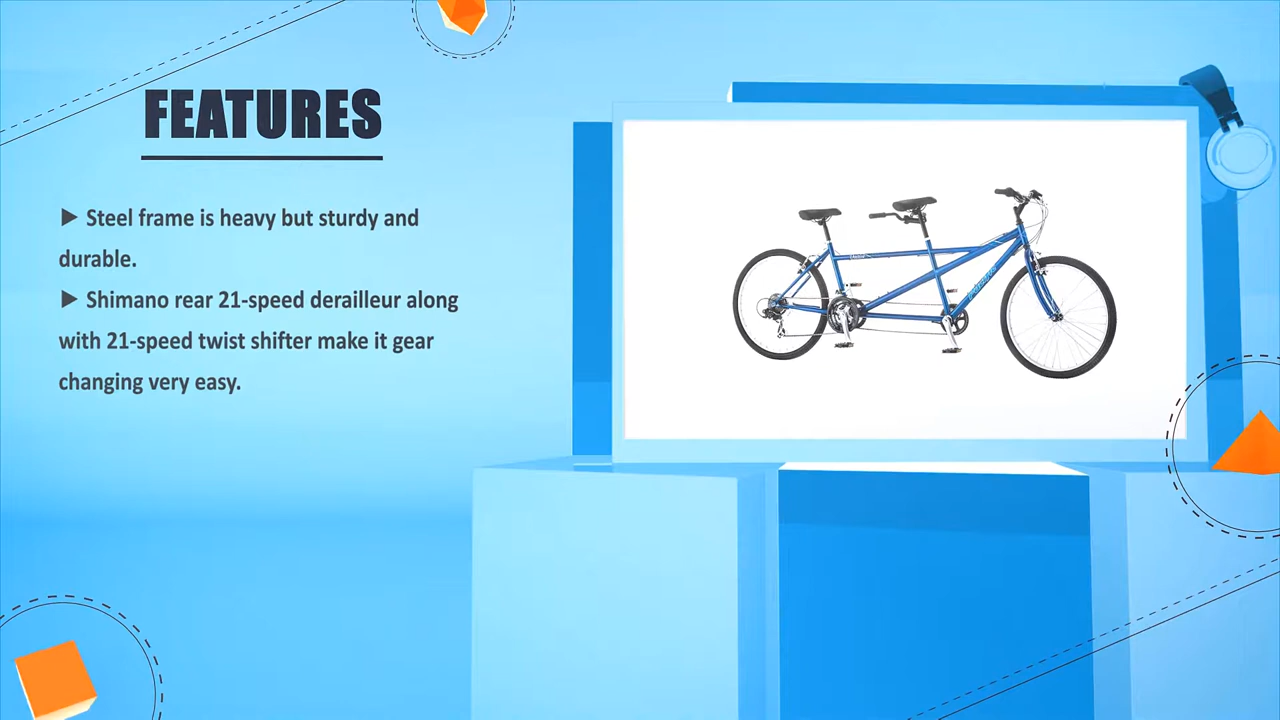 FEATURES
► Steel frame is heavy but sturdy and
durable.
► Shimano rear 21-speed derailleur along
with 21-speed twist shifter make it gear
changing very easy.